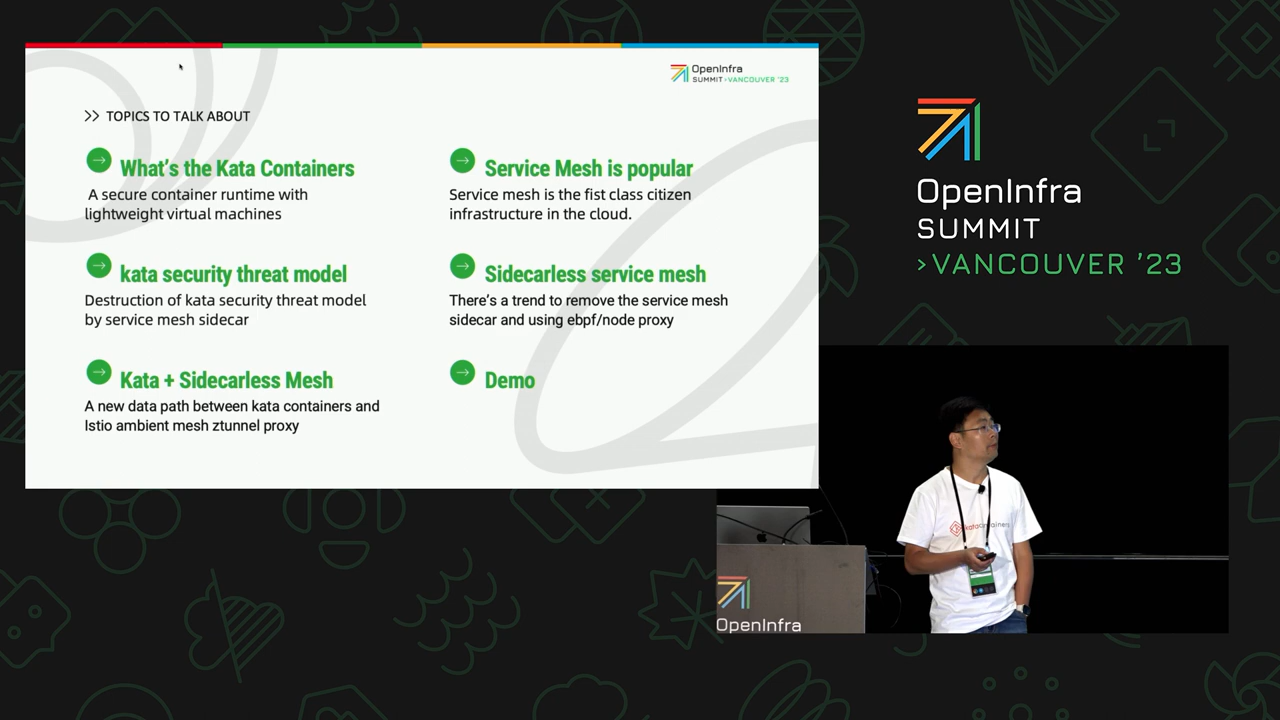 OpenInfra
SUMMIT›VANCOUVER '23
>> TOPICS TO TALK ABOUT
What's the Kata Containers
A secure container runtime with
lightweight virtual machines
kata security threat model
Destruction of kata security threat model
by service mesh sidecar
Kata + Sidecarless Mesh
A new data path between kata containers and
Istio ambient mesh ztunnel proxy
Service Mesh is popular
Service mesh is the fist class citizen
infrastructure in the cloud.
Sidecarless service mesh
There's a trend to remove the service mesh
sidecar and using ebpf/node proxy
Demo
OpenInfra
SUMMIT
›VANCOUVER '23
katacontainers
OpenInfra